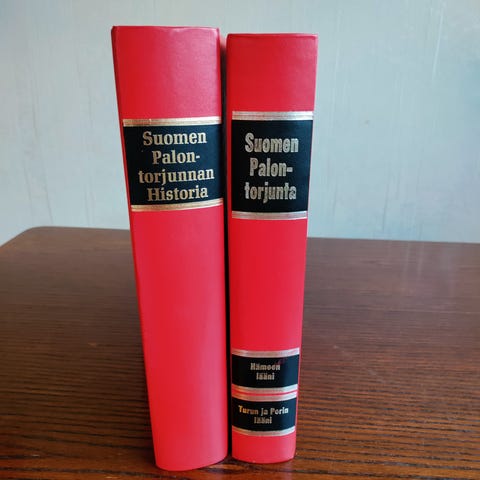 Suomen
Palon-
torjunnan
Historia
Suomen
Palon-
torjunta
Hämeen
lääni
Turun ja Porin
lääni